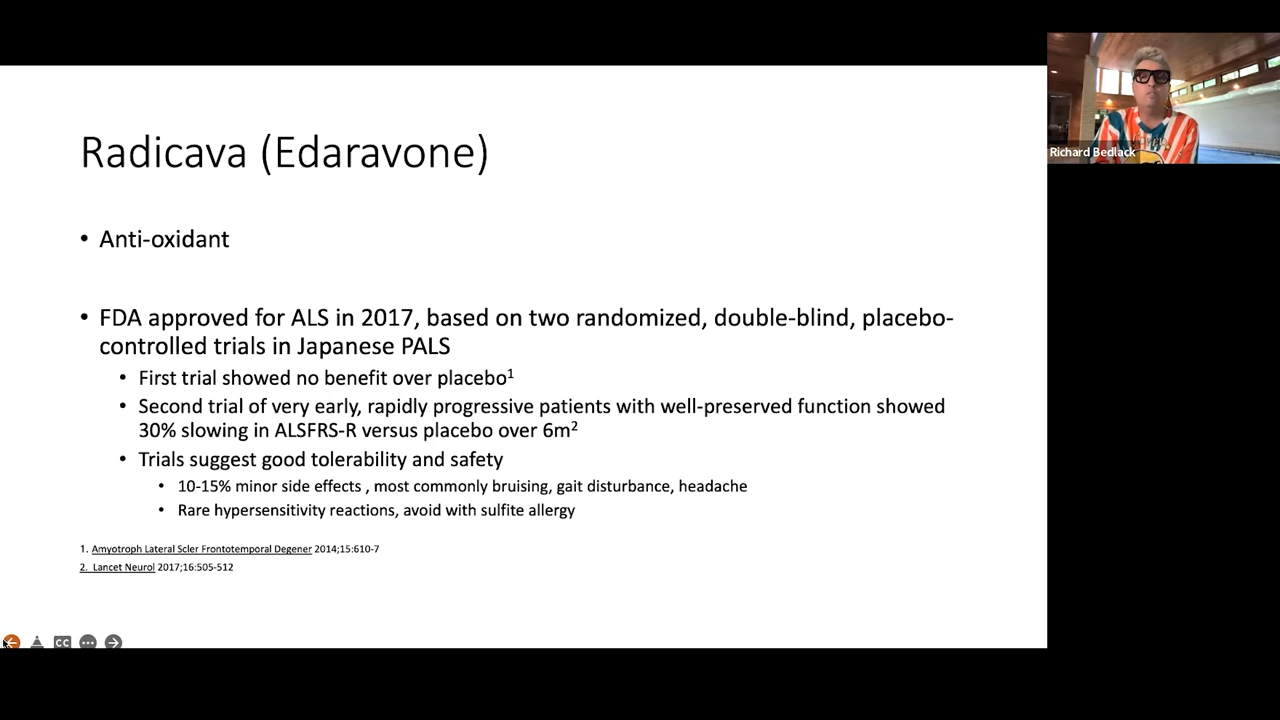 Radicava (Edaravone)
• Anti-oxidant
• FDA approved for ALS in 2017, based on two randomized, double-blind, placebo-
controlled trials in Japanese PALS
• First trial showed no benefit over placebo1
• Second trial of very early, rapidly progressive patients with well-preserved function showed
30% slowing in ALSFRS-R versus placebo over 6m2
• Trials suggest good tolerability and safety
• 10-15% minor side effects , most commonly bruising, gait disturbance, headache
• Rare hypersensitivity reactions, avoid with sulfite allergy
1. Amyotroph Lateral Scler Frontotemporal Degener 2014;15:610-7
2. Lancet Neurol 2017;16:505-512
CC
Richard Bedlack